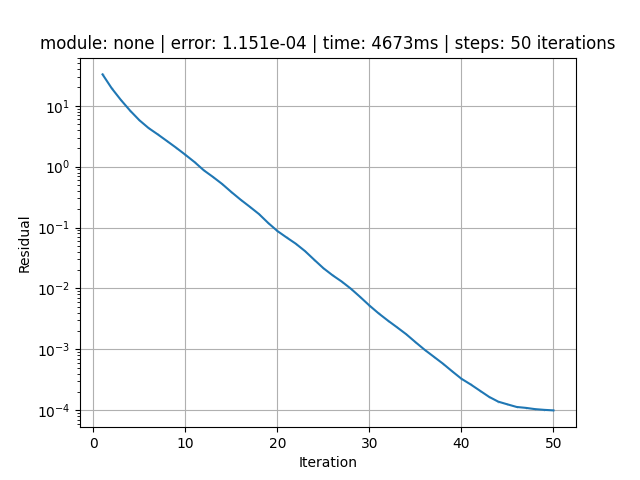 module: none | error: 1.151e-04 | time: 4673ms | steps: 50 iterations
10¹
10⁰
10⁻¹
10⁻²
10⁻³
10⁻⁴
Residual
0 10 20 30 40 50
Iteration